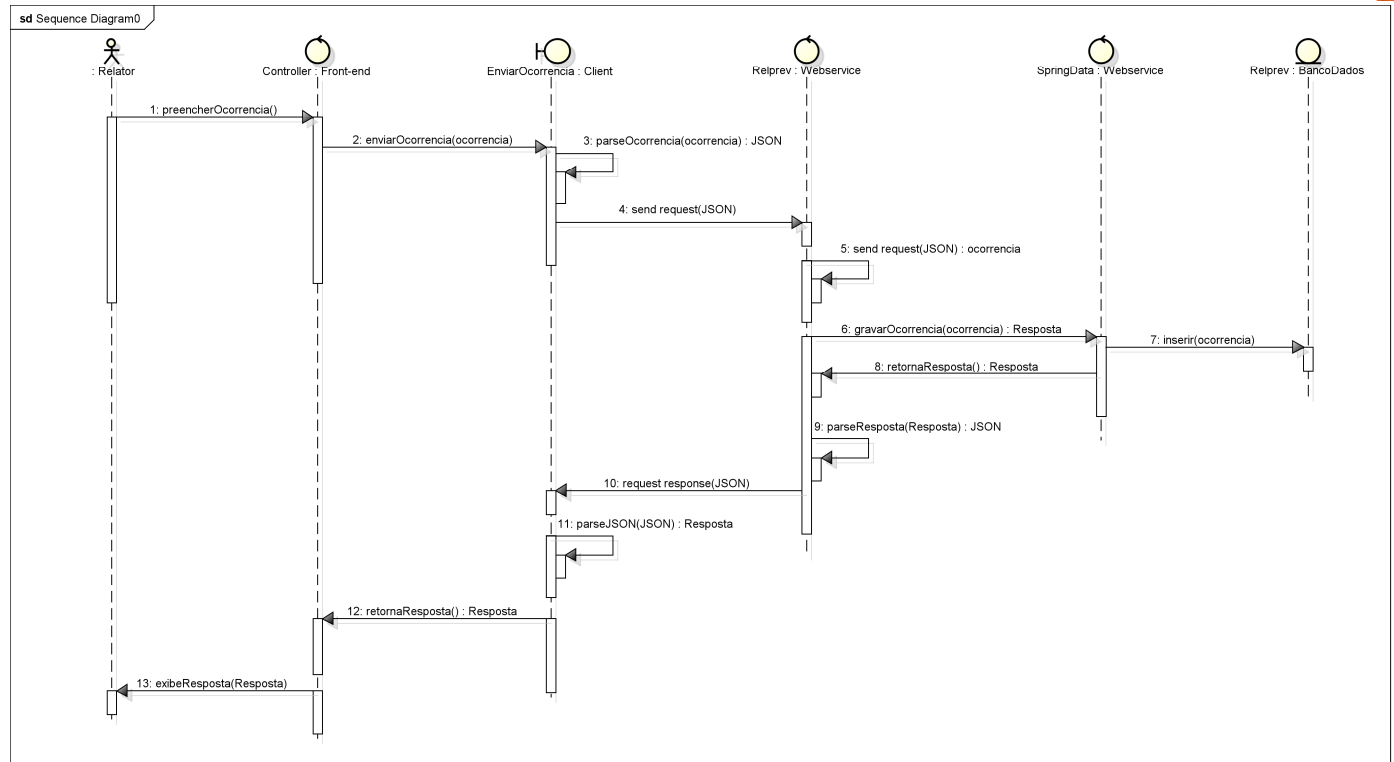 sd Sequence Diagram0
: Relator
Controller : Front-end
EnviarOcorrencia : Client
Relprev : Webservice
SpringData : Webservice
Relprev : BancoDados
1: preencherOcorrencia()
2: enviarOcorrencia(ocorrencia)
3: parseOcorrencia(ocorrencia) : JSON
4: send request(JSON)
5: send request(JSON) : ocorrencia
6: gravarOcorrencia(ocorrencia) : Resposta
7: inserir(ocorrencia)
8: retornaResposta() : Resposta
9: parseResposta(Resposta) : JSON
10: request response(JSON)
11: parseJSON(JSON) : Resposta
12: retornaResposta() : Resposta
13: exibeResposta(Resposta)